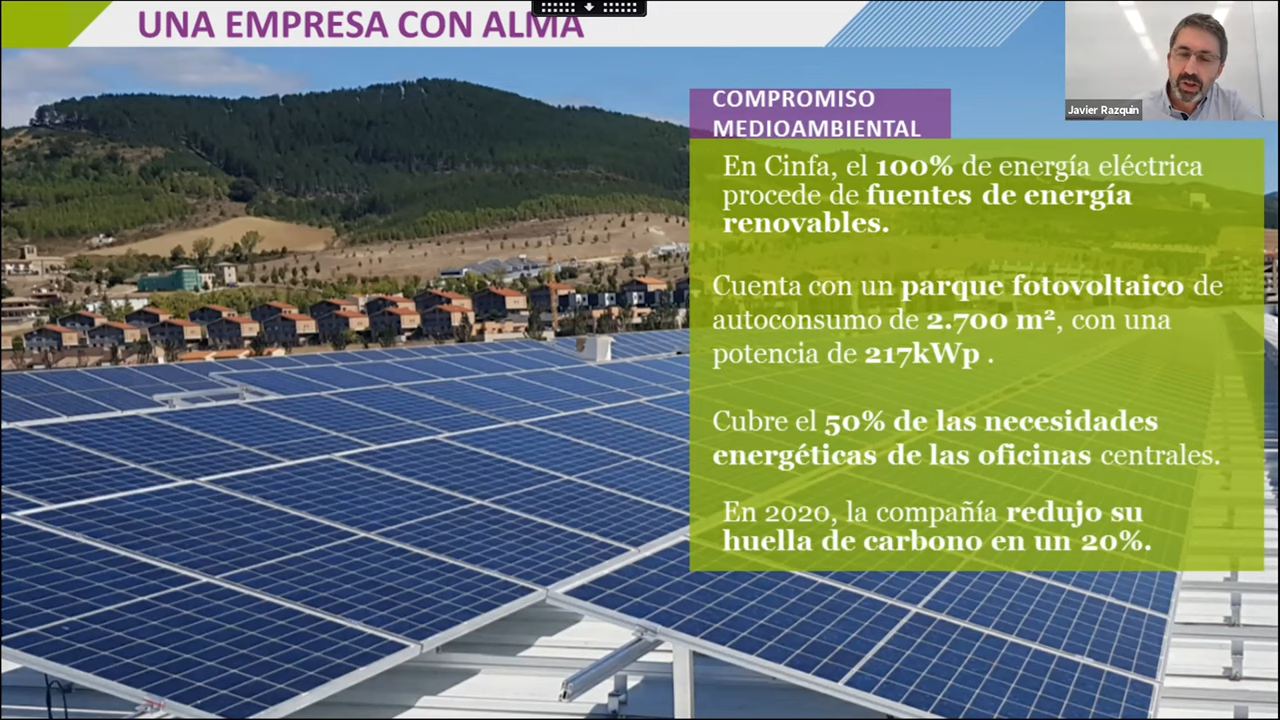 UNA EMPRESA CON ALMA
Javier Razquin
COMPROMISO
MEDIOAMBIENTAL
En Cinfa, el 100% de energía eléctrica
procede de fuentes de energía
renovables.
Cuenta con un parque fotovoltaico de
autoconsumo de 2.700 m², con una
potencia de 217kWp .
Cubre el 50% de las necesidades
energéticas de las oficinas centrales.
En 2020, la compañía redujo su
huella de carbono en un 20%.